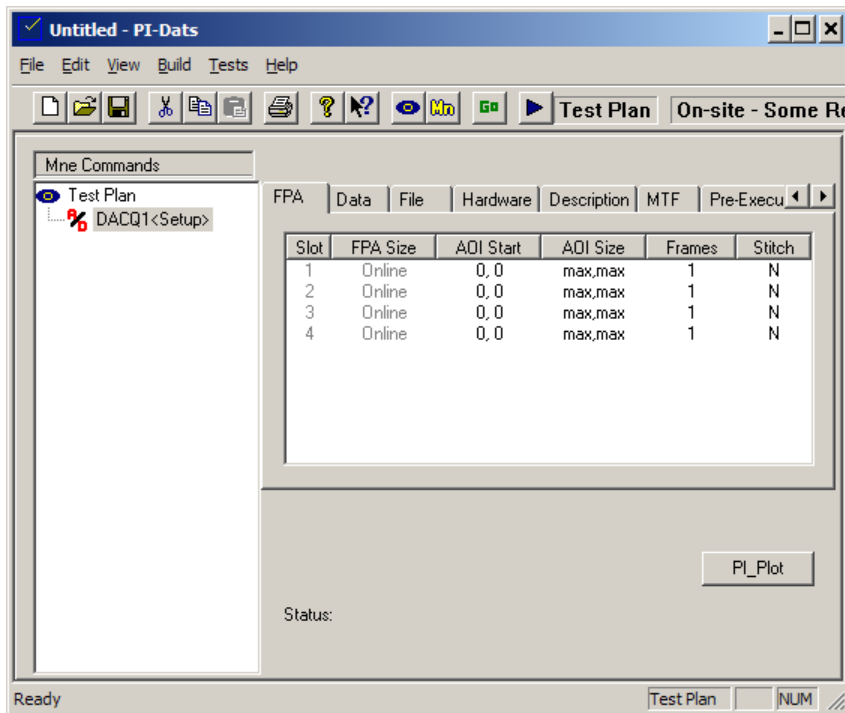 Untitled - PI-Dats
File Edit View Build Tests Help
Mn Go Test Plan On-site - Some
Mne Commands
Test Plan
A/D DACQ1<Setup>
FPA Data File Hardware Description MTF Pre-Execu
Slot FPA Size AOI Start AOI Size Frames Stitch
1 Online 0, 0 max,max 1 N
2 Online 0, 0 max,max 1 N
3 Online 0, 0 max,max 1 N
4 Online 0, 0 max,max 1 N
PI_Plot
Status:
Ready Test Plan NUM